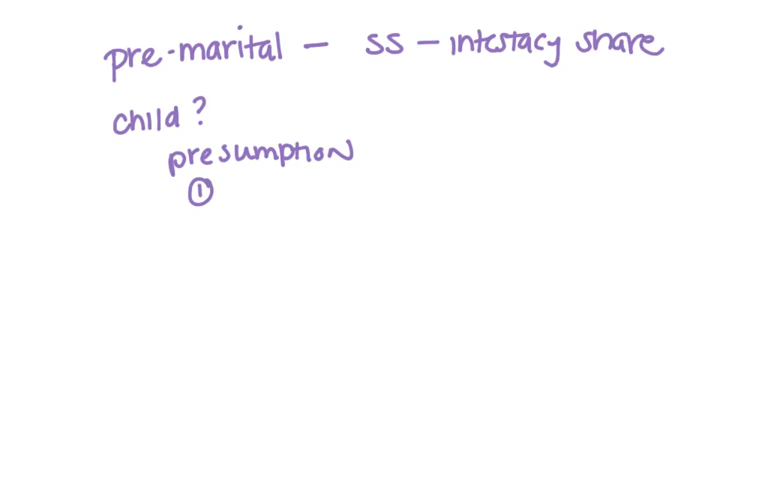 pre-marital — SS — intestacy share
child?
presumption
①